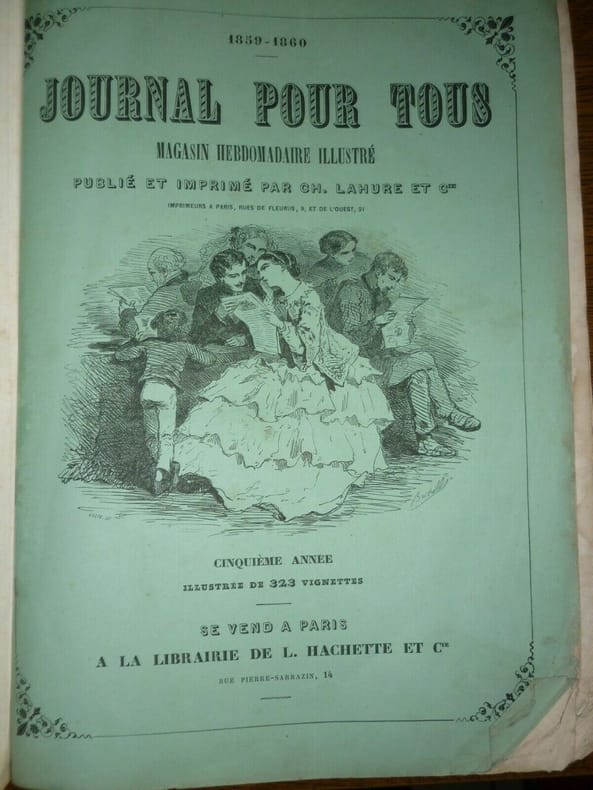 1859-1860
JOURNAL POUR TOUS
MAGASIN HEBDOMADAIRE ILLUSTRÉ
PUBLIÉ ET IMPRIMÉ PAR CH. LAHURE ET Cie
IMPRIMEURS A PARIS, RUES DE FLEURUS, 9, ET DE L'OUEST, 21
CINQUIÈME ANNÉE
ILLUSTRÉE DE 323 VIGNETTES
SE VEND A PARIS
A LA LIBRAIRIE DE L. HACHETTE ET Cie
RUE PIERRE-SARRAZIN, 14